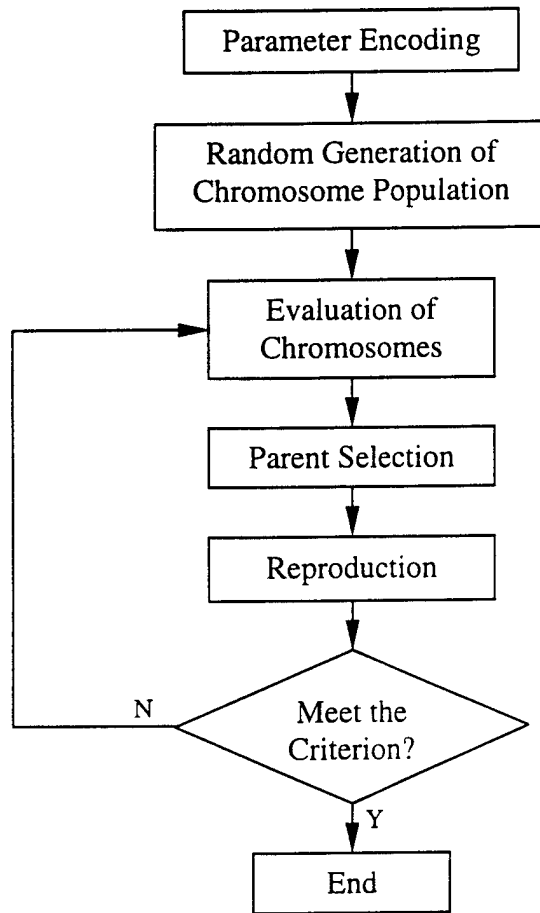 Parameter Encoding
Random Generation of
Chromosome Population
Evaluation of
Chromosomes
Parent Selection
Reproduction
Meet the
Criterion?
N
Y
End